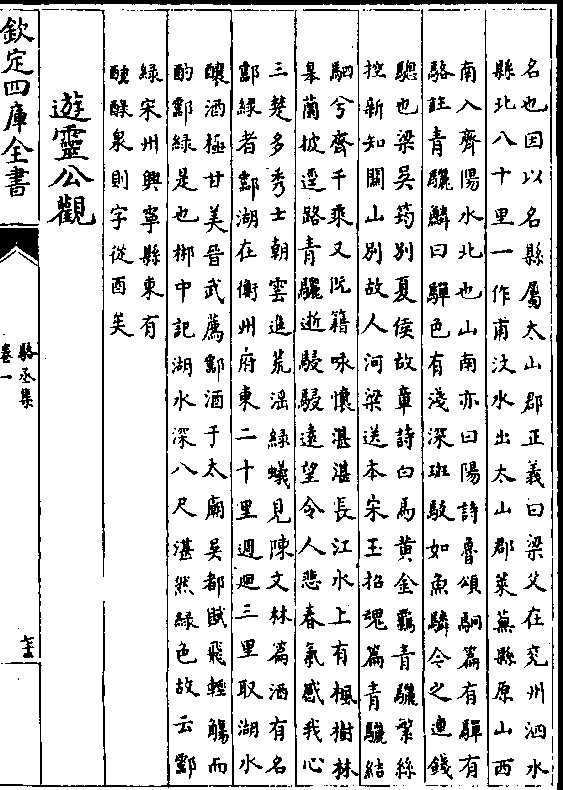 名也因以名縣屬太山郡正義曰梁父在兖州泗水
縣北八十里一作甫汶水出太山郡萊蕪縣原山西
南入齊陽水北也山南亦曰陽詩魯頌駉篇有驒有
駱註青驪鱗曰驒色有淺深班駮如魚鱗今之連錢
驄也梁吳筠別夏侯故章詩白馬黃金羈青驪紫絲
控新知關山別故人河梁送本宋玉招魂篇青驪結
駟兮齊千乘又阮籍咏懷湛湛長江水上有楓樹林
臯蘭披逕路青驪逝駸駸遠望令人悲春氣感我心
三楚多秀士朝雲進荒淫綠蟻見陳文林篇酒有名
酃綠者酃湖在衡州府東二十里週廻三里取湖水
釀酒極甘美晉武薦酃酒于太廟吳都賦飛輕觴而
酌酃綠是也郴中記湖水深八尺湛然綠色故云酃
綠宋州興寧縣東有
醽醁泉則字從酉矣
遊靈公觀
欽定四庫全書
駱丞集
卷一